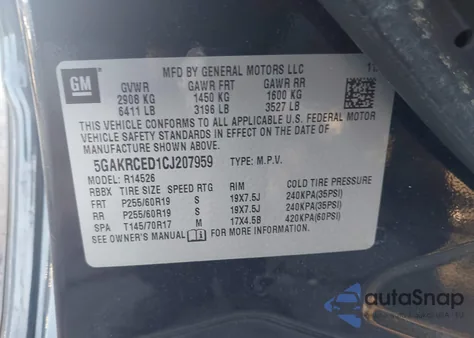 GM
MFD BY GENERAL MOTORS LLC
GVWR GAWR FRT GAWR RR
2908 KG 1450 KG 1600 KG
6411 LB 3196 LB 3527 LB
THIS VEHICLE CONFORMS TO ALL APPLICABLE U.S. FEDERAL MOTOR
VEHICLE SAFETY STANDARDS IN EFFECT ON THE DATE OF
MANUFACTURE SHOWN ABOVE.
5GAKRCED1CJ207959 TYPE: M.P.V.
MODEL: R14526
RBBX TIRE SIZE SPEED RTG RIM COLD TIRE PRESSURE
FRT P255/60R19 S 19X7.5J 240KPA(35PSI)
RR P255/60R19 S 19X7.5J 240KPA(35PSI)
SPA T145/70R17 M 17X4.5B 420KPA(60PSI)
SEE OWNER'S MANUAL FOR MORE INFORMATION
autoSnap